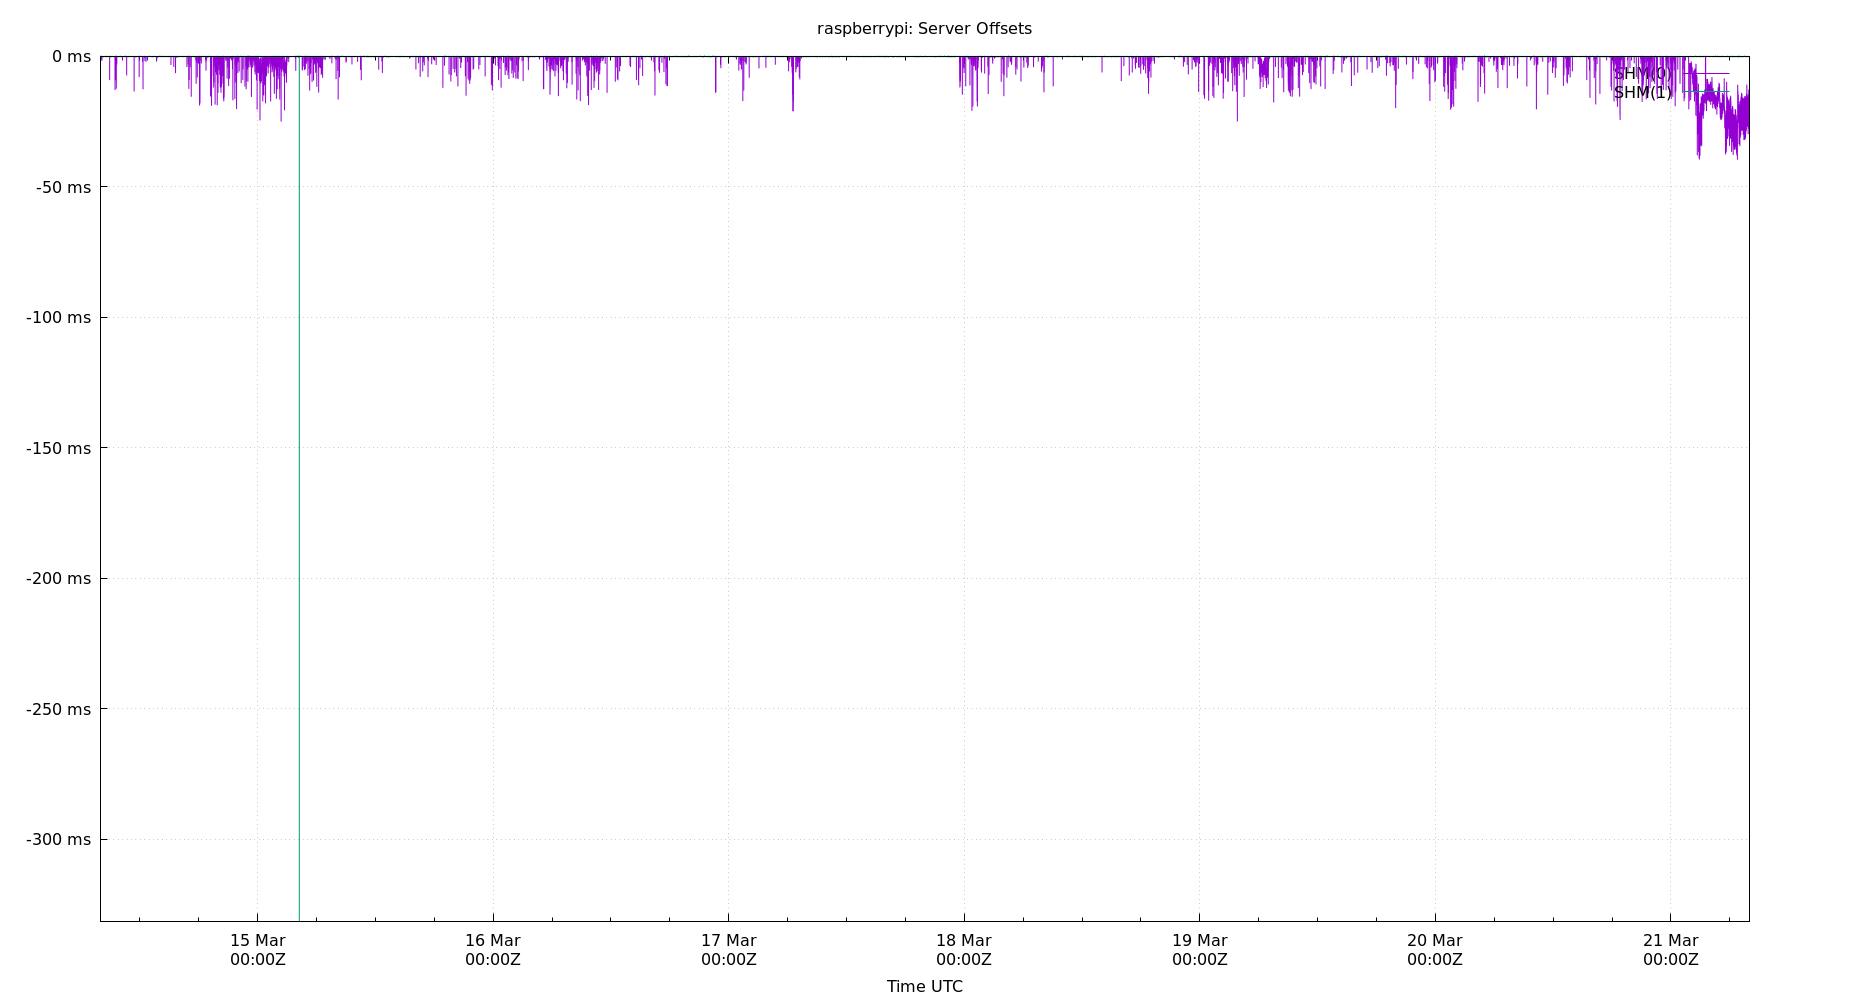 raspberrypi: Server Offsets
0 ms
SHM(0)
SHM(1)
-50 ms
-100 ms
-150 ms
-200 ms
-250 ms
-300 ms
15 Mar 16 Mar 17 Mar 18 Mar 19 Mar 20 Mar 21 Mar
00:00Z 00:00Z 00:00Z 00:00Z 00:00Z 00:00Z 00:00Z
Time UTC